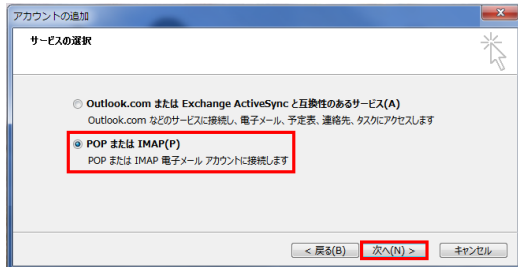 アカウントの追加
サービスの選択
Outlook.com または Exchange ActiveSync と互換性のあるサービス(A)
Outlook.com などのサービスに接続し、電子メール、予定表、連絡先、タスクにアクセスします
POP または IMAP(P)
POP または IMAP 電子メール アカウントに接続します
< 戻る(B) 次へ(N) > キャンセル